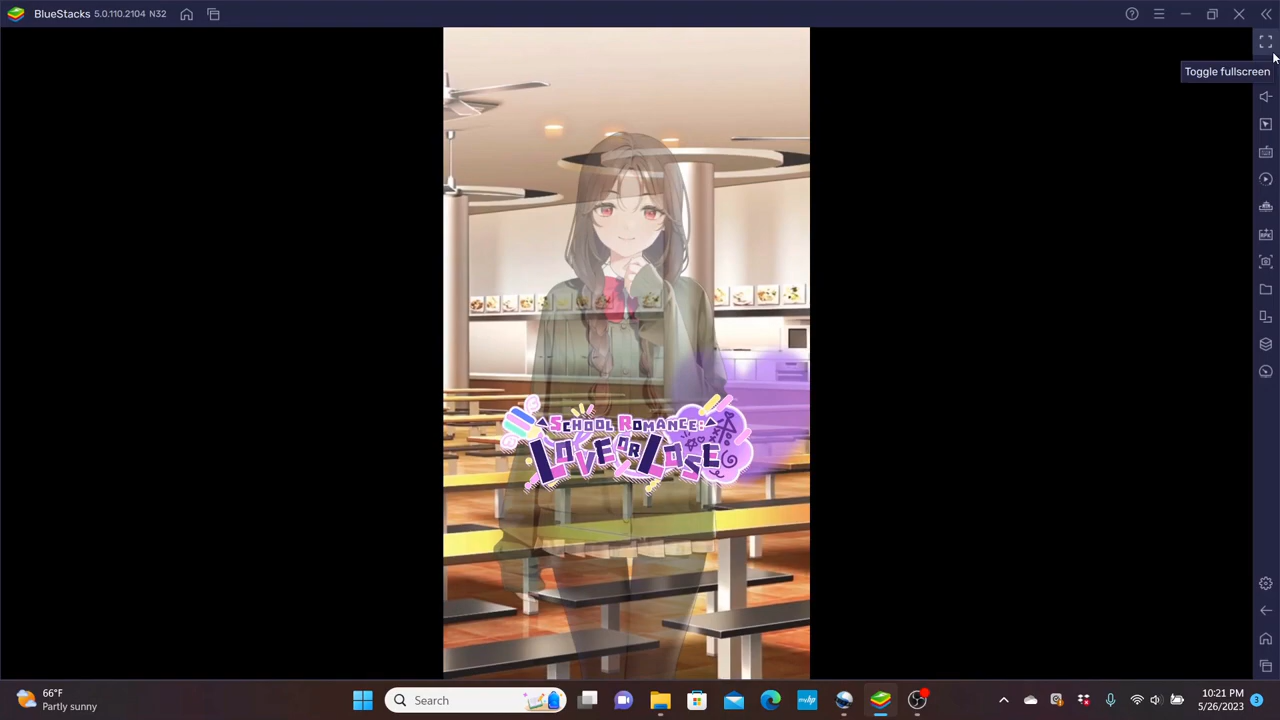 BlueStacks 5.0.110.2104 N32
Toggle fullscreen
SCHOOL ROMANCE:
LOVE OR LOSE
66°F
Partly sunny
Search
10:21 PM
5/26/2023
3